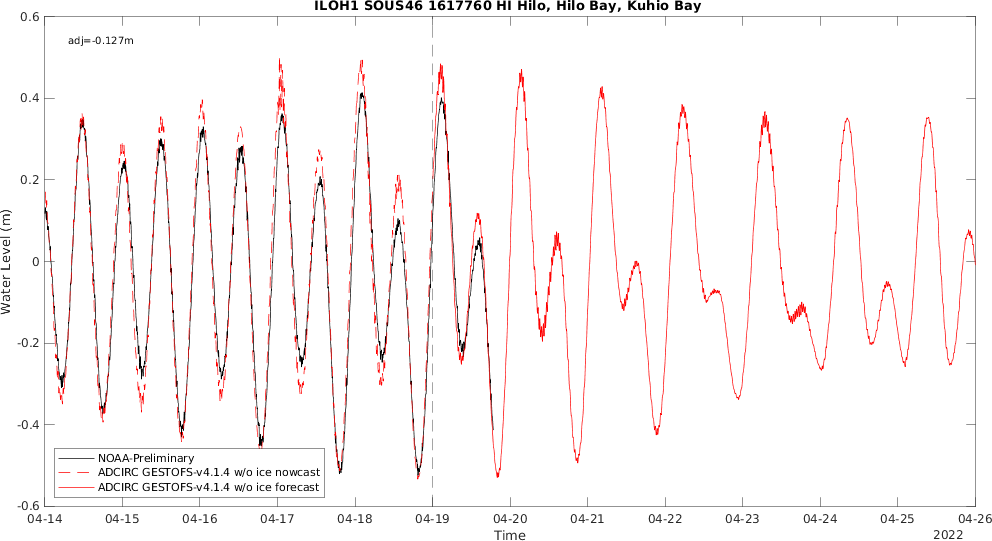 ILOH1 SOUS46 1617760 HI Hilo, Hilo Bay, Kuhio Bay
adj=-0.127m
0.6
0.4
0.2
0
-0.2
-0.4
-0.6
Water Level (m)
NOAA-Preliminary
ADCIRC GESTOFS-v4.1.4 w/o ice nowcast
ADCIRC GESTOFS-v4.1.4 w/o ice forecast
04-14 04-15 04-16 04-17 04-18 04-19 04-20 04-21 04-22 04-23 04-24 04-25 04-26
Time
2022